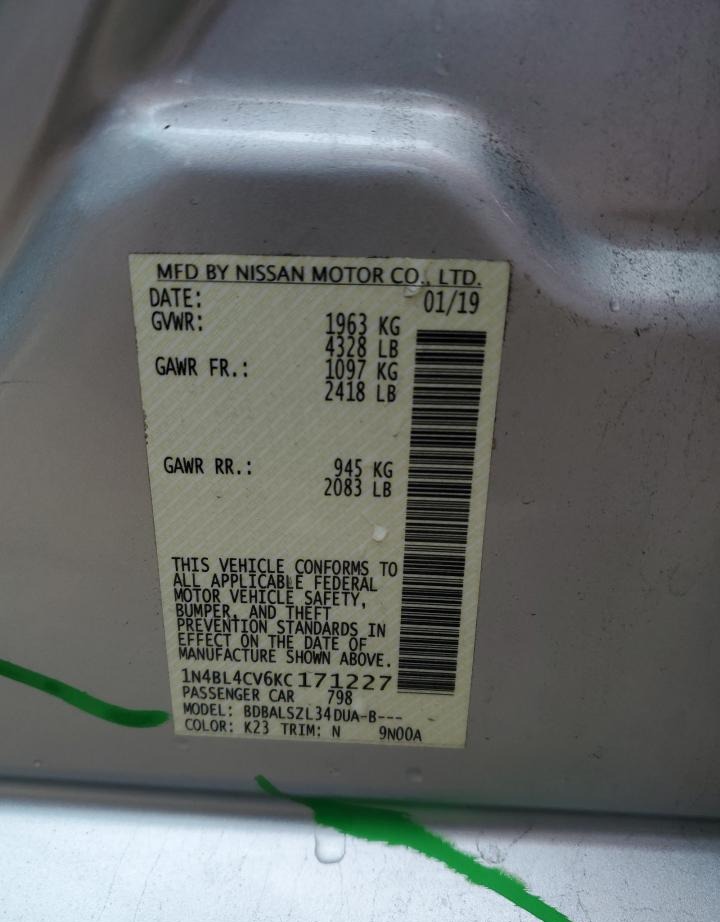 MFD BY NISSAN MOTOR CO., LTD.
DATE: 01/19
GVWR: 1963 KG
4328 LB
GAWR FR.: 1097 KG
2418 LB
GAWR RR.: 945 KG
2083 LB
THIS VEHICLE CONFORMS TO
ALL APPLICABLE FEDERAL
MOTOR VEHICLE SAFETY,
BUMPER, AND THEFT
PREVENTION STANDARDS IN
EFFECT ON THE DATE OF
MANUFACTURE SHOWN ABOVE.
1N4BL4CV6KC171227
PASSENGER CAR 798
MODEL: BDBALSZL34DUA-B---
COLOR: K23 TRIM: N 9N00A